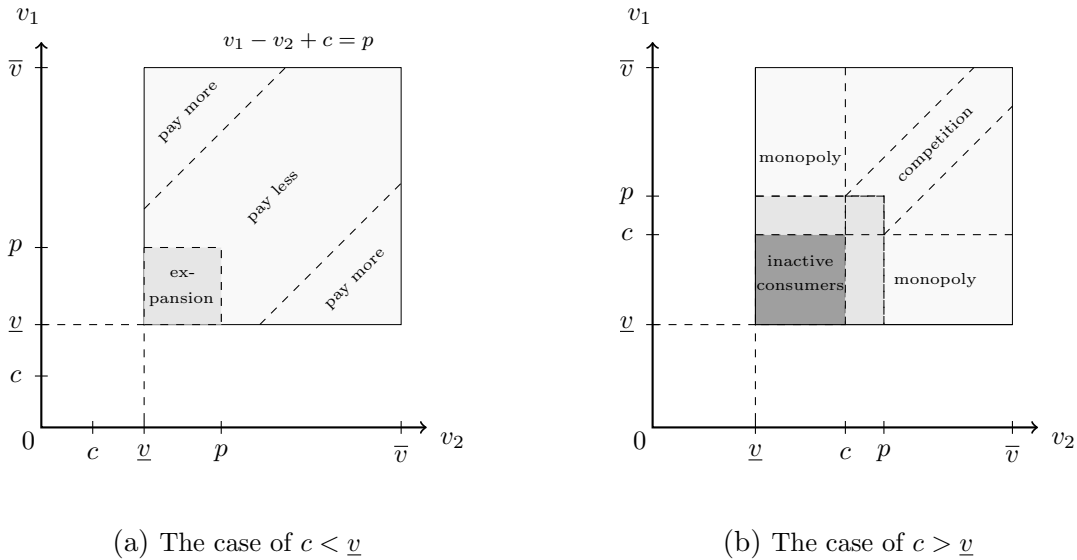 v₁
v₁ − v₂ + c = p
v̅
pay more
pay less
p
ex-
pansion
pay more
v̲
c
0
c
v̲
p
v̅
v₂
(a) The case of c < v̲
v₁
v̅
competition
monopoly
p
c
inactive
consumers
monopoly
v̲
0
v̲
c
p
v̅
v₂
(b) The case of c > v̲